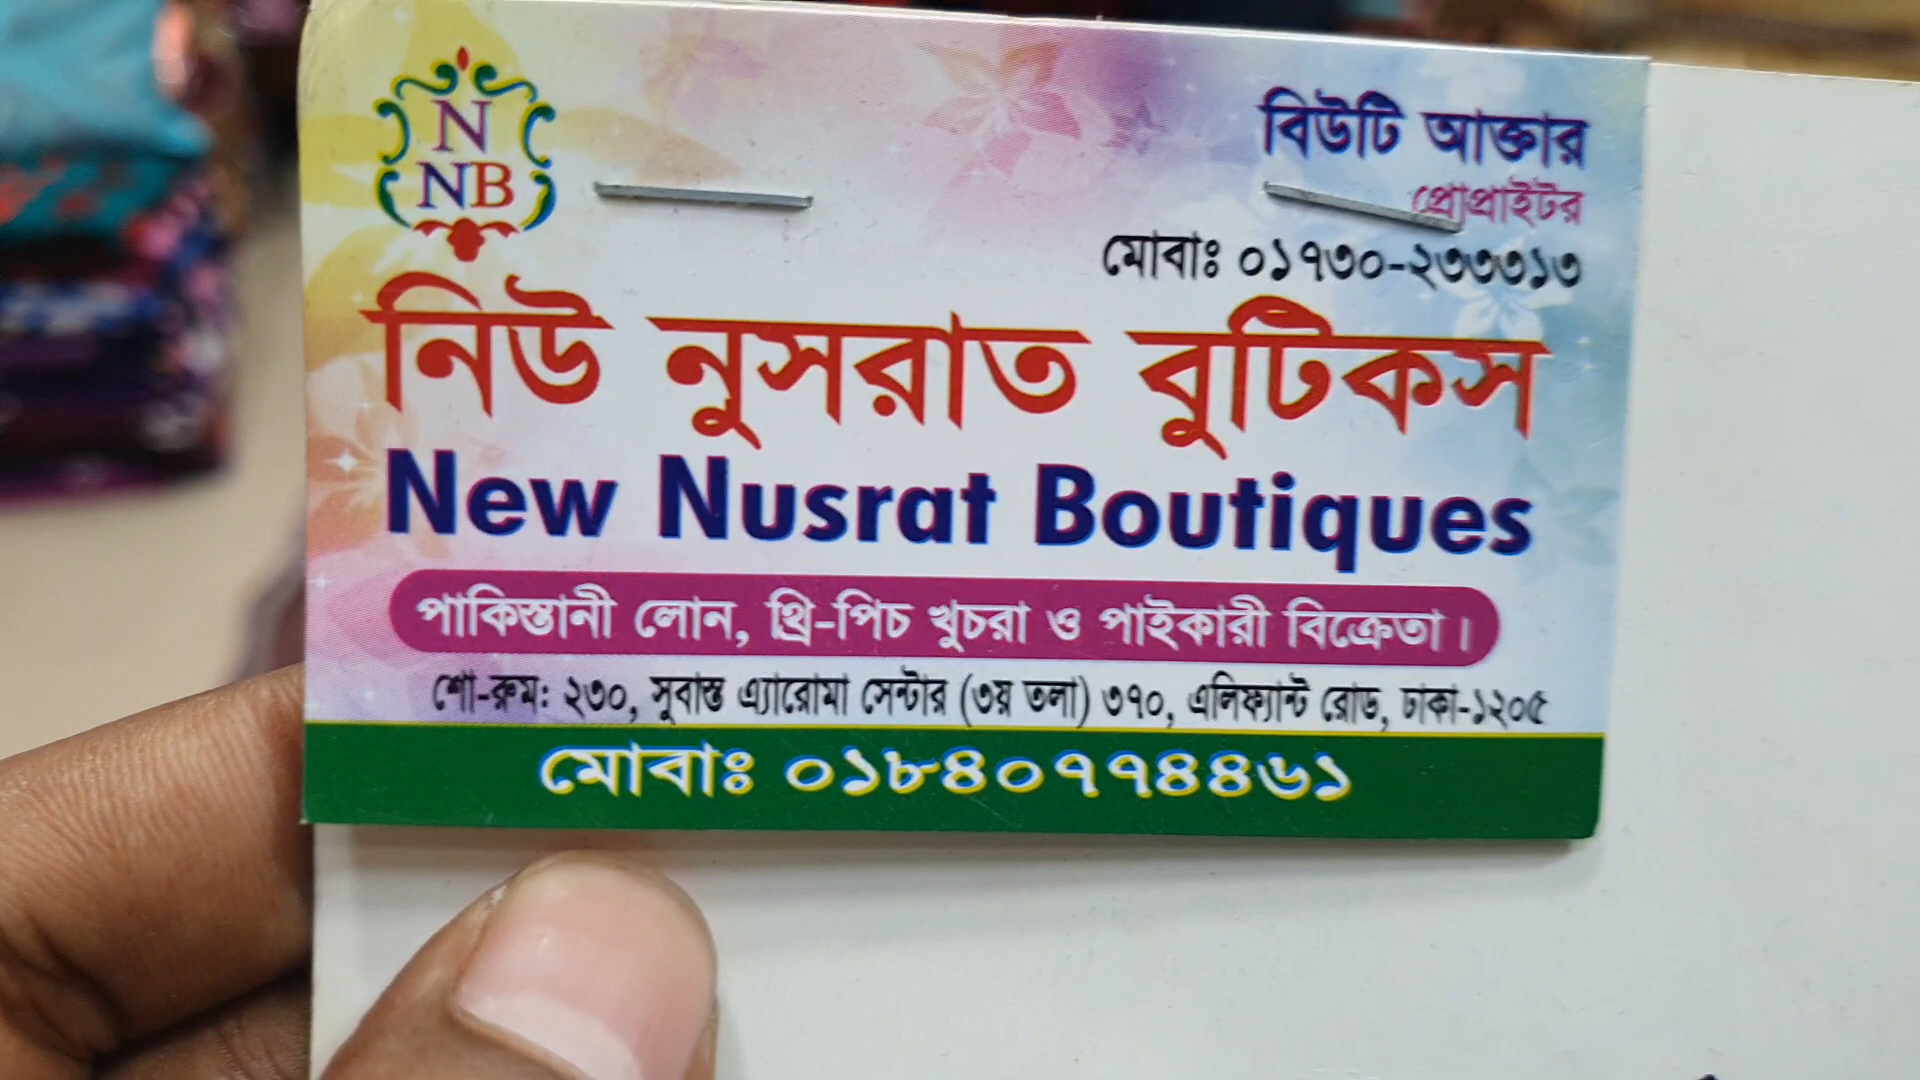 N
NB
বিউটি আক্তার
প্রোপ্রাইটর
মোবাঃ ০১৭৩০-২৩৩৩১৩
নিউ নুসরাত বুটিকস
New Nusrat Boutiques
পাকিস্তানী লোন, থ্রি-পিচ খুচরা ও পাইকারী বিক্রেতা।
শো-রুম: ২৩০, সুবাস্ত এ্যারোমা সেন্টার (৩য় তলা) ৩৭০, এলিফ্যান্ট রোড, ঢাকা-১২০৫
মোবাঃ ০১৮৪০৭৭৪৪৬১